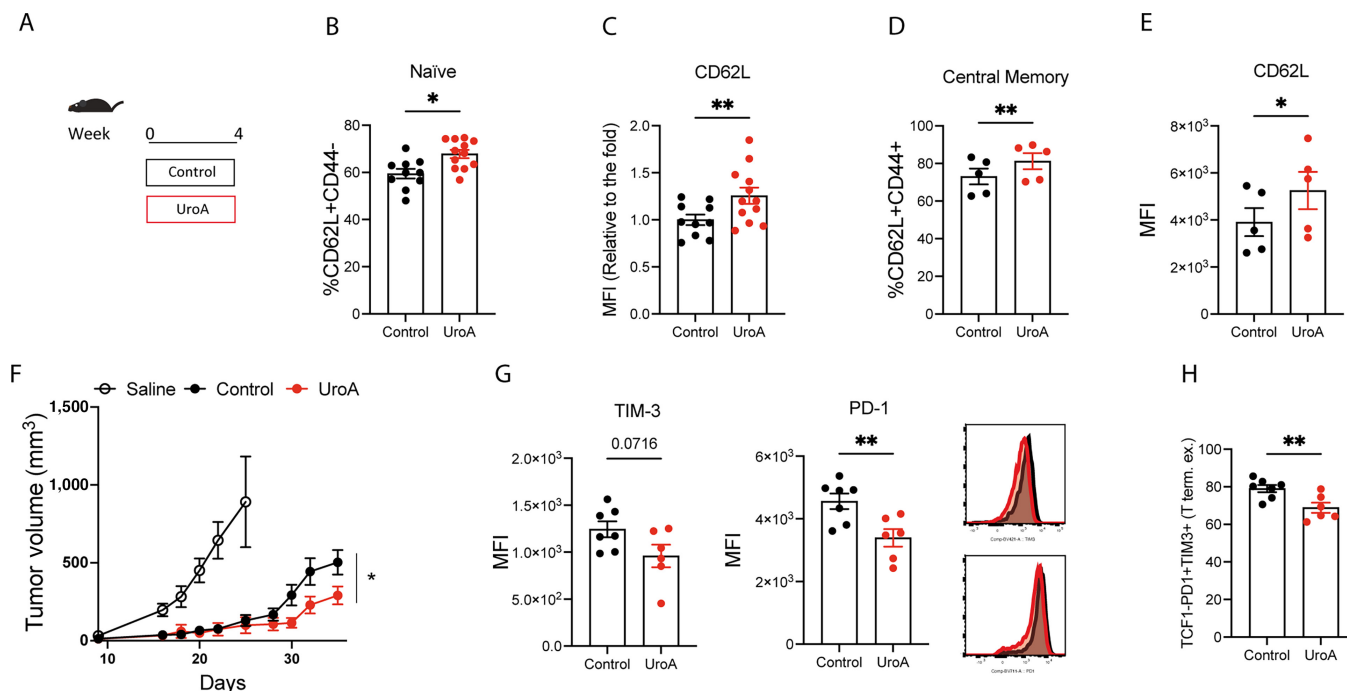 A
Week
0
4
Control
UroA
B
Naïve
*
%CD62L+CD44-
80
60
40
20
0
Control
UroA
C
CD62L
**
MFI (Relative to the fold)
2.0
1.5
1.0
0.5
0.0
Control
UroA
D
Central Memory
**
%CD62L+CD44+
100
80
60
40
20
0
Control
UroA
E
CD62L
*
MFI
8×10³
6×10³
4×10³
2×10³
0
Control
UroA
F
Saline
Control
UroA
Tumor volume (mm³)
1,500
1,000
500
0
10
20
30
Days
*
G
TIM-3
0.0716
MFI
2.0×10³
1.5×10³
1.0×10³
5.0×10²
0
Control
UroA
PD-1
**
MFI
6×10³
4×10³
2×10³
0
Control
UroA
Comp-BV421-A :: TIM3
Comp-BV711-A :: PD1
H
**
TCF1-PD1+TIM3+ (T term. ex.)
100
80
60
40
20
0
Control
UroA